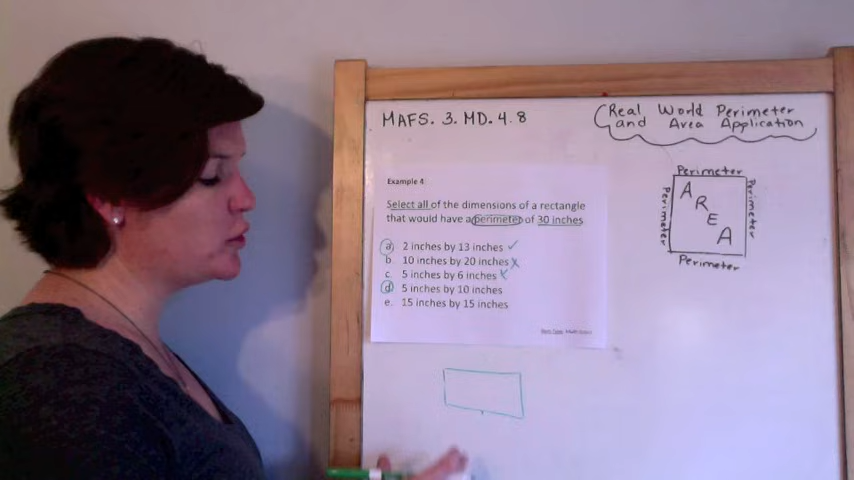 MAFS. 3. MD. 4. 8
Real World Perimeter
and Area Application
Example 4
Select all of the dimensions of a rectangle
that would have a perimeter of 30 inches
a. 2 inches by 13 inches ✓
b. 10 inches by 20 inches x
c. 5 inches by 6 inches x
d. 5 inches by 10 inches
e. 15 inches by 15 inches
Perimeter
Perimeter
AREA
Perimeter
Perimeter